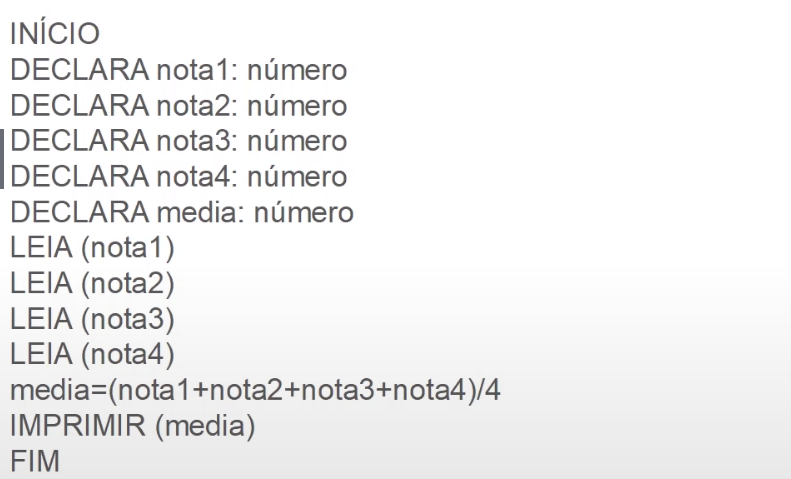 INÍCIO
DECLARA nota1: número
DECLARA nota2: número
DECLARA nota3: número
DECLARA nota4: número
DECLARA media: número
LEIA (nota1)
LEIA (nota2)
LEIA (nota3)
LEIA (nota4)
media=(nota1+nota2+nota3+nota4)/4
IMPRIMIR (media)
FIM